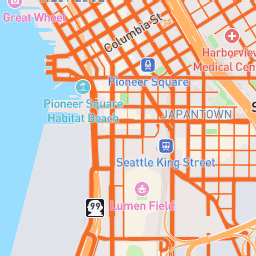 Great Wheel
Columbia St
Harborview
Medical Cen
Pioneer Square
Pioneer Square
Habitat Beach
JAPANTOWN
S
Seattle King Street
Lumen Field
99